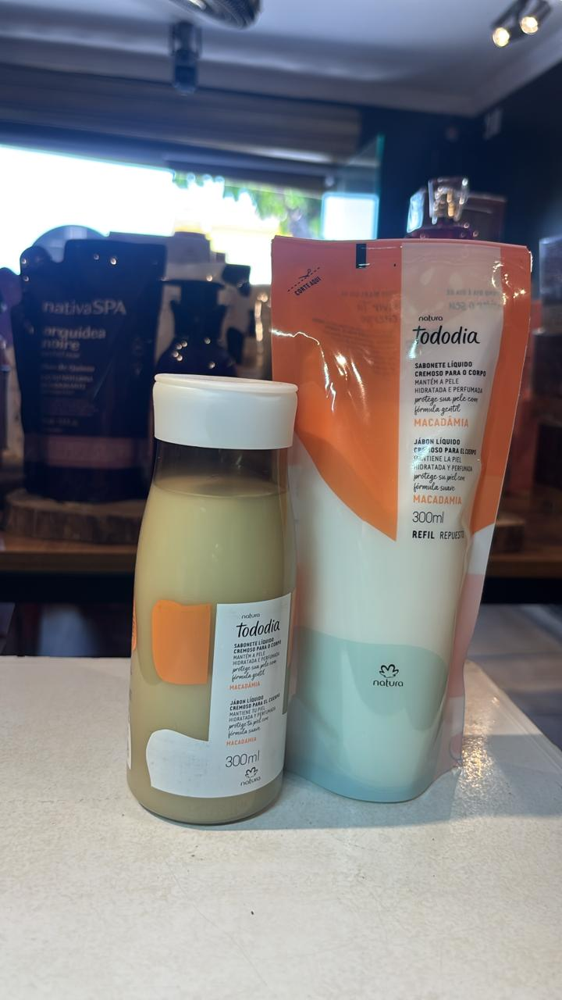 nativaSPA
orquídea
noire
CORTE AQUI
natura
Tododia
SABONETE LÍQUIDO
CREMOSO PARA O CORPO
MANTÉM A PELE
HIDRATADA E PERFUMADA
protege sua pele com
fórmula gentil
MACADÂMIA
JÁBON LÍQUIDO
CREMOSO PARA EL CUERPO
MANTIENE LA PIEL
HIDRATADA Y PERFUMADA
protege su piel con
fórmula suave
MACADAMIA
300ml
REFIL REPUESTO
natura
natura
Tododia
SABONETE LÍQUIDO
CREMOSO PARA O CORPO
MANTÉM A PELE
HIDRATADA E PERFUMADA
protege sua pele com
fórmula gentil
MACADÂMIA
JÁBON LÍQUIDO
CREMOSO PARA EL CUERPO
MANTIENE TU PIEL
HIDRATADA Y PERFUMADA
protege tu piel con
fórmula suave
MACADAMIA
300ml
natura